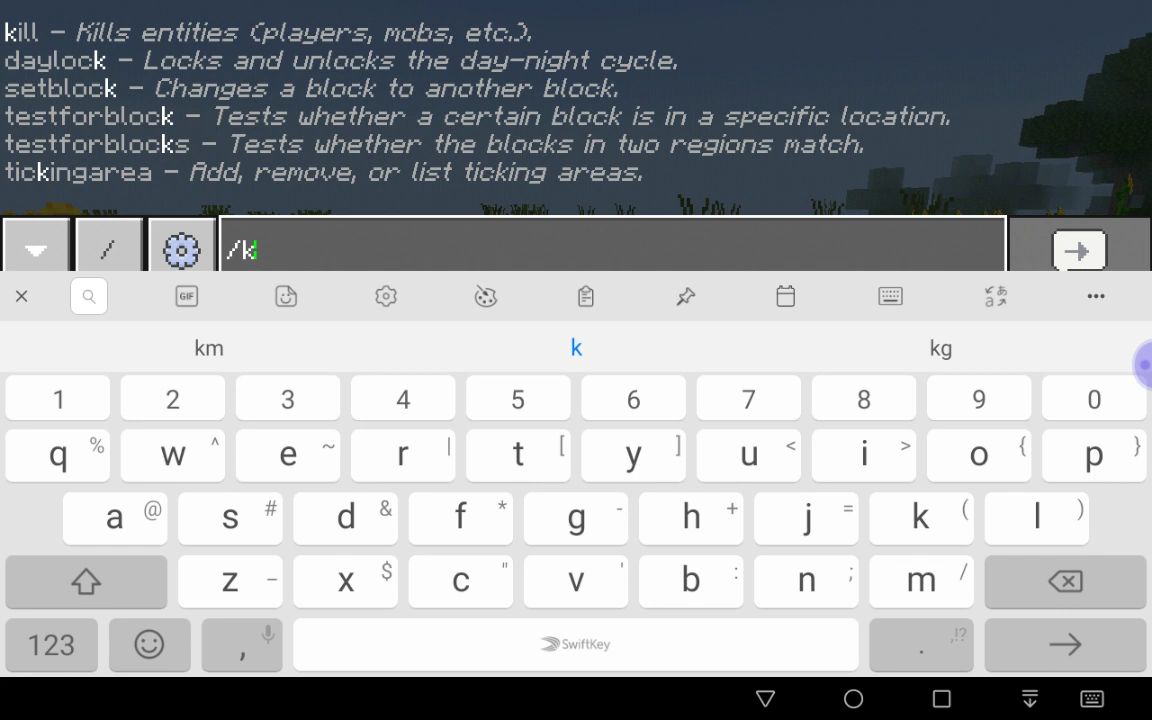 kill - Kills entities (players, mobs, etc.).
daylock - Locks and unlocks the day-night cycle.
setblock - Changes a block to another block.
testforblock - Tests whether a certain block is in a specific location.
testforblocks - Tests whether the blocks in two regions match.
tickingarea - Add, remove, or list ticking areas.
/ /k
GIF あ a
km k kg
1 2 3 4 5 6 7 8 9 0
q % w ^ e ~ r | t [ y ] u < i > o { p }
a @ s # d & f * g - h + j = k ( l )
z _ x $ c " v ' b : n ; m /
123 , SwiftKey . ,!?